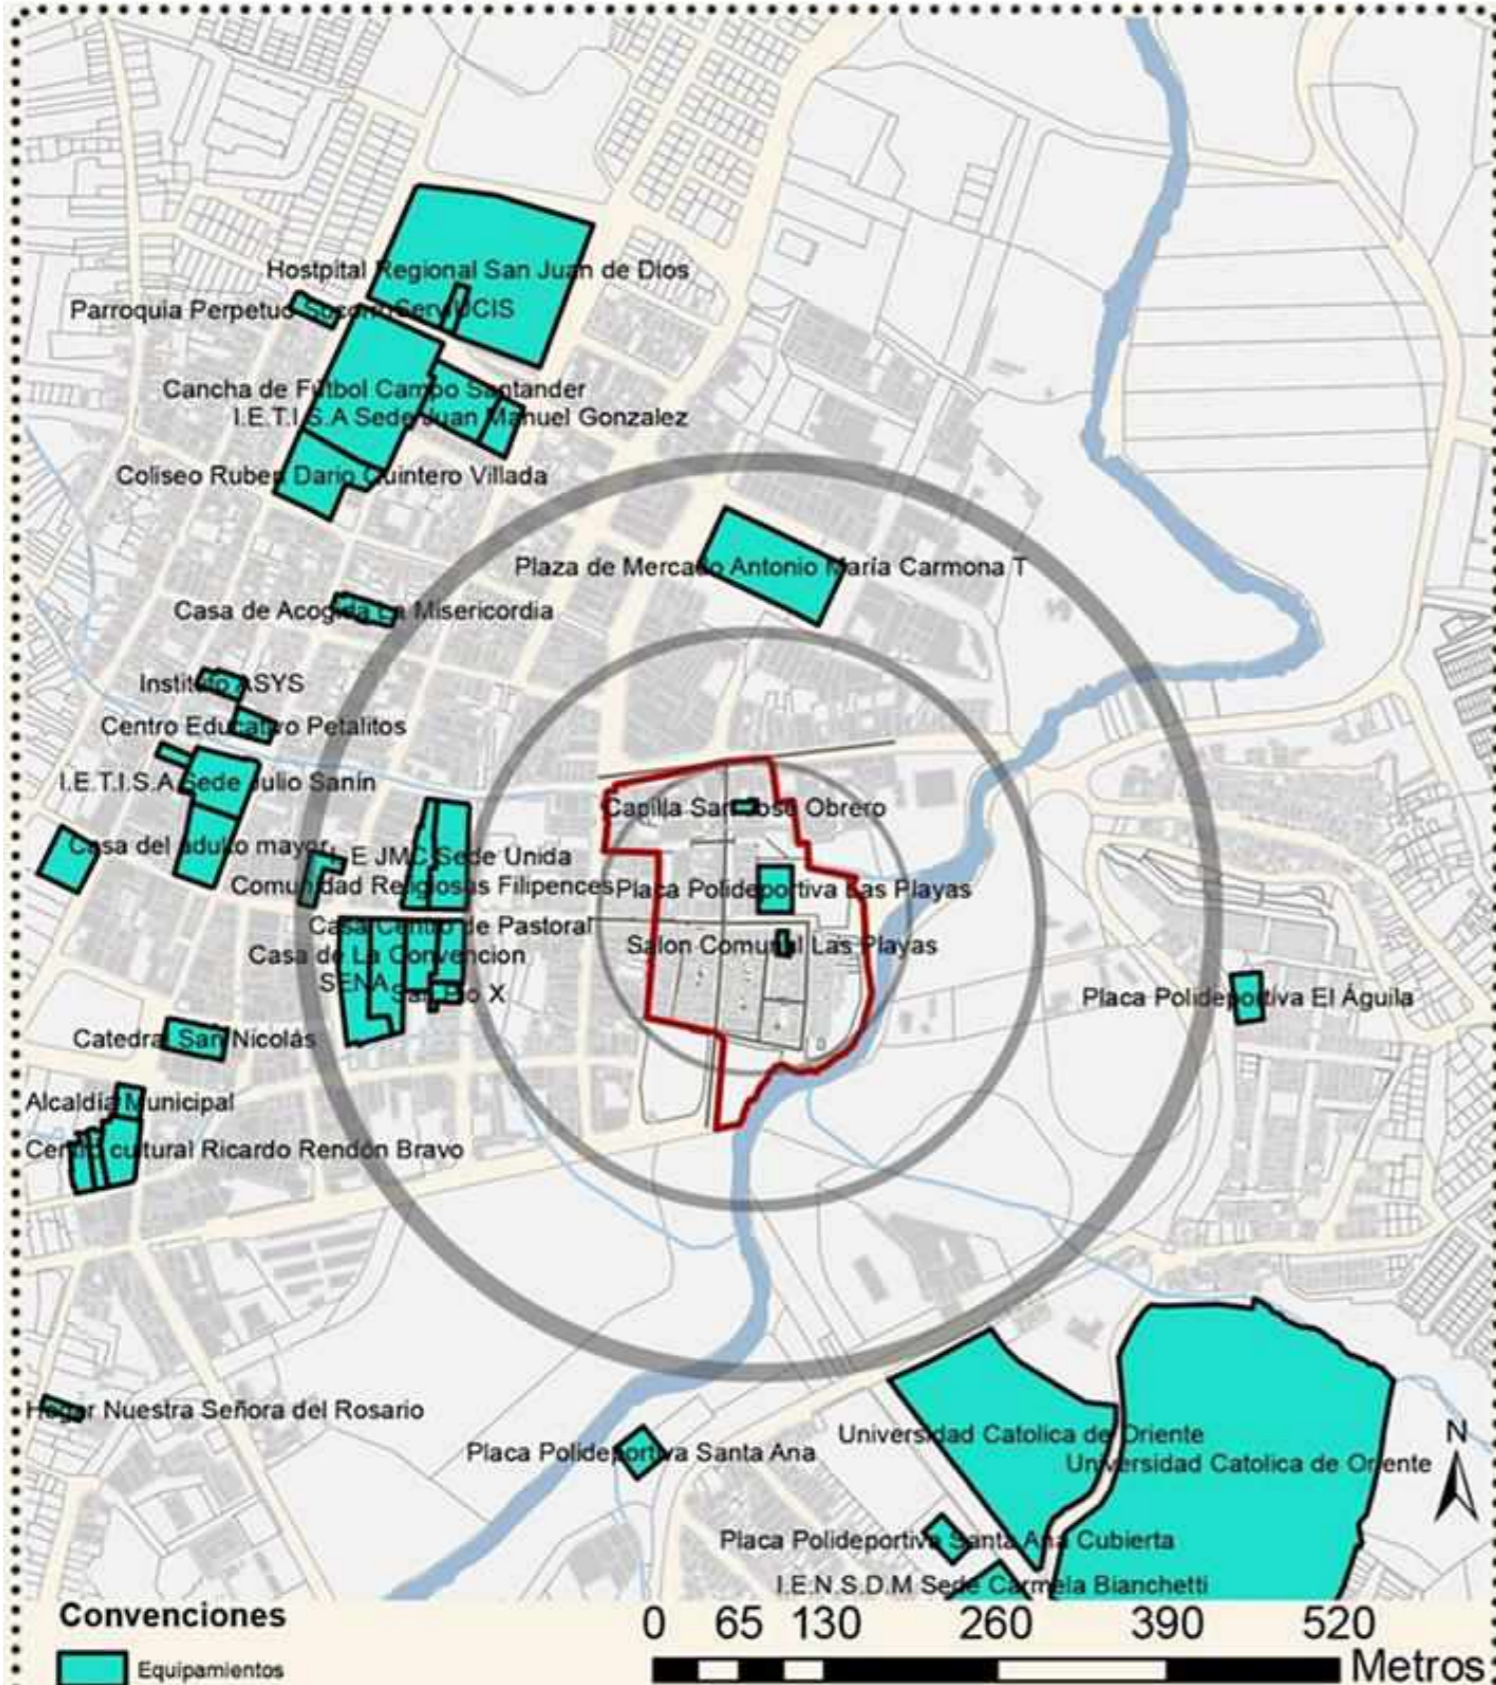 Hostpital Regional San Juan de Dios
Parroquia Perpetuo Socorro ServiUCIS
Cancha de Fútbol Campo Santander
I.E.T.I.S.A Sede Juan Manuel Gonzalez
Coliseo Ruben Dario Quintero Villada
Plaza de Mercado Antonio María Carmona T
Casa de Acogida La Misericordia
Instituto ASYS
Centro Educativo Petalitos
I.E.T.I.S.A Sede Julio Sanín
Capilla San José Obrero
Casa del adulto mayor
I. E JMC Sede Unida
Comunidad Religiosas Filipences
Placa Polideportiva Las Playas
Casa Centro de Pastoral
Salon Comunal Las Playas
Casa de La Convencion
SENA
San Pio X
Placa Polideportiva El Águila
Catedral San Nicolás
Alcaldía Municipal
Centro cultural Ricardo Rendón Bravo
Hogar Nuestra Señora del Rosario
Placa Polideportiva Santa Ana
Universidad Catolica de Oriente
Universidad Catolica de Oriente
N
Placa Polideportiva Santa Ana Cubierta
I.E.N.S.D.M Sede Carmela Bianchetti
Convenciones
Equipamientos
0 65 130 260 390 520
Metros